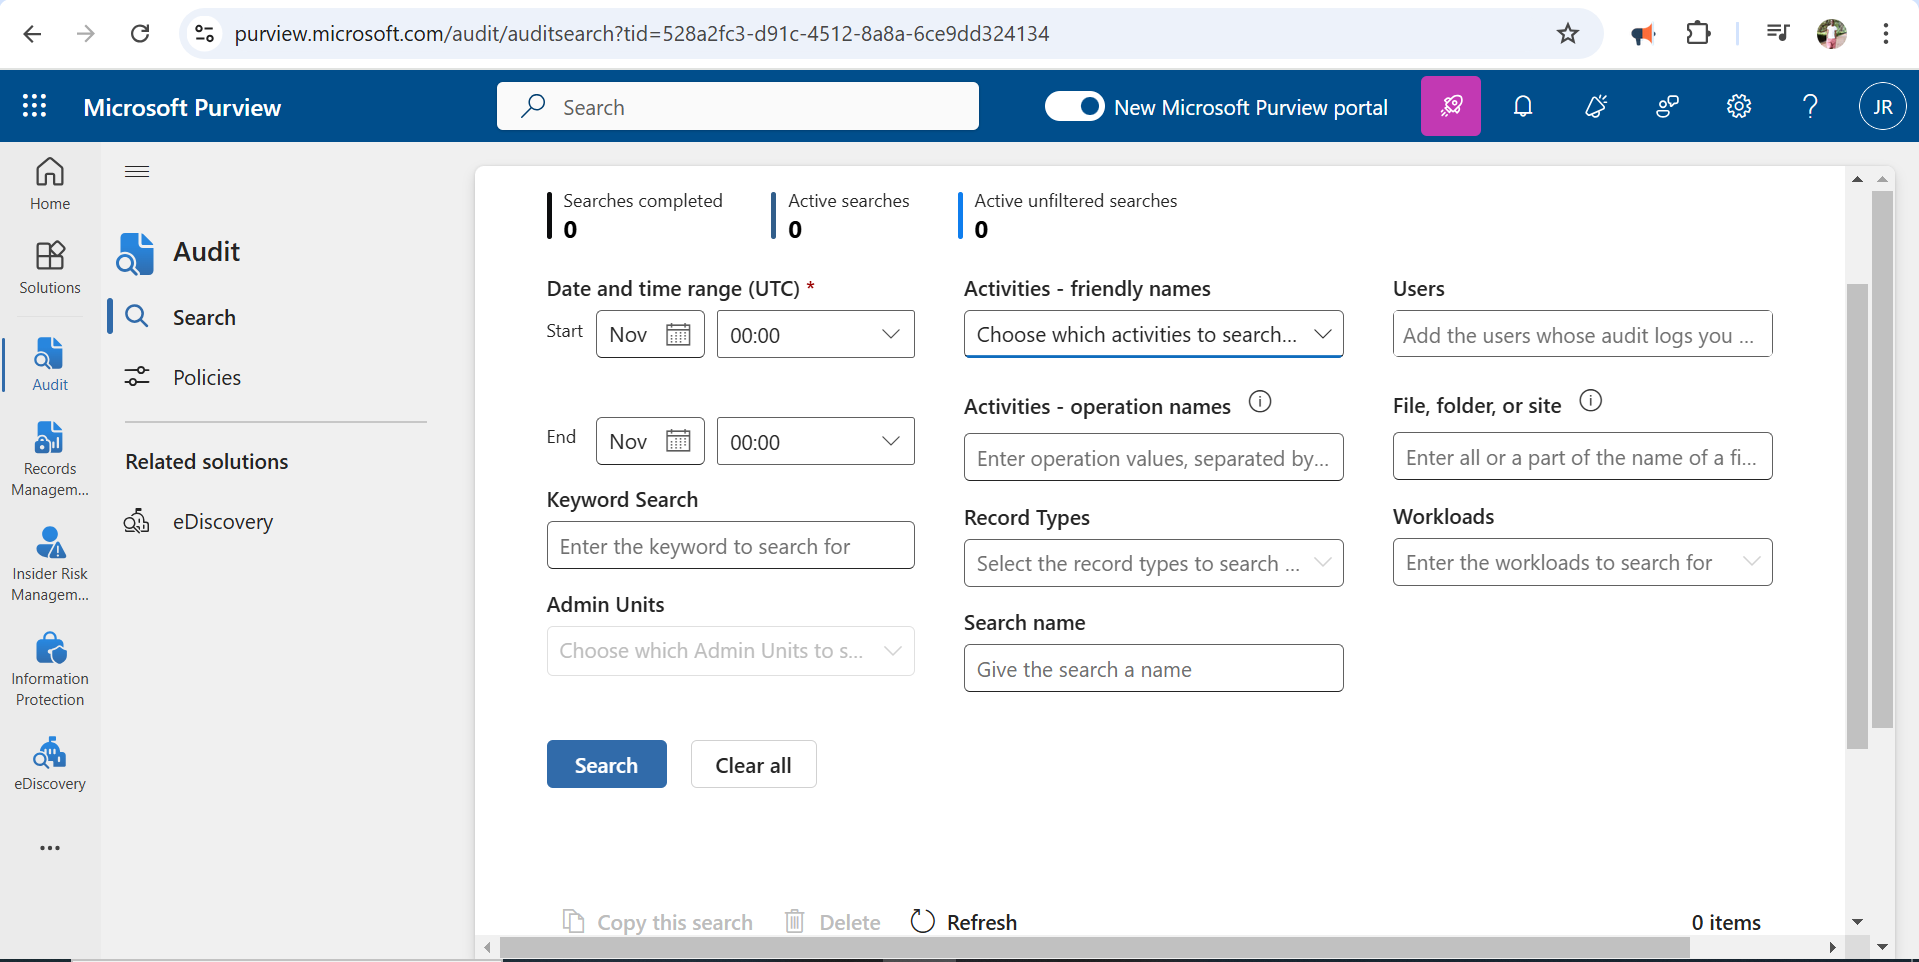 purview.microsoft.com/audit/auditsearch?tid=528a2fc3-d91c-4512-8a8a-6ce9dd324134
Microsoft Purview
Search
New Microsoft Purview portal
JR
Home
Solutions
Audit
Records
Managem...
Insider Risk
Managem...
Information
Protection
eDiscovery
...
Audit
Search
Policies
Related solutions
eDiscovery
Searches completed
0
Active searches
0
Active unfiltered searches
0
Date and time range (UTC) *
Start
Nov
00:00
End
Nov
00:00
Keyword Search
Enter the keyword to search for
Admin Units
Choose which Admin Units to s...
Activities - friendly names
Choose which activities to search...
Activities - operation names
Enter operation values, separated by...
Record Types
Select the record types to search ...
Search name
Give the search a name
Users
Add the users whose audit logs you ...
File, folder, or site
Enter all or a part of the name of a fi...
Workloads
Enter the workloads to search for
Search
Clear all
Copy this search
Delete
Refresh
0 items